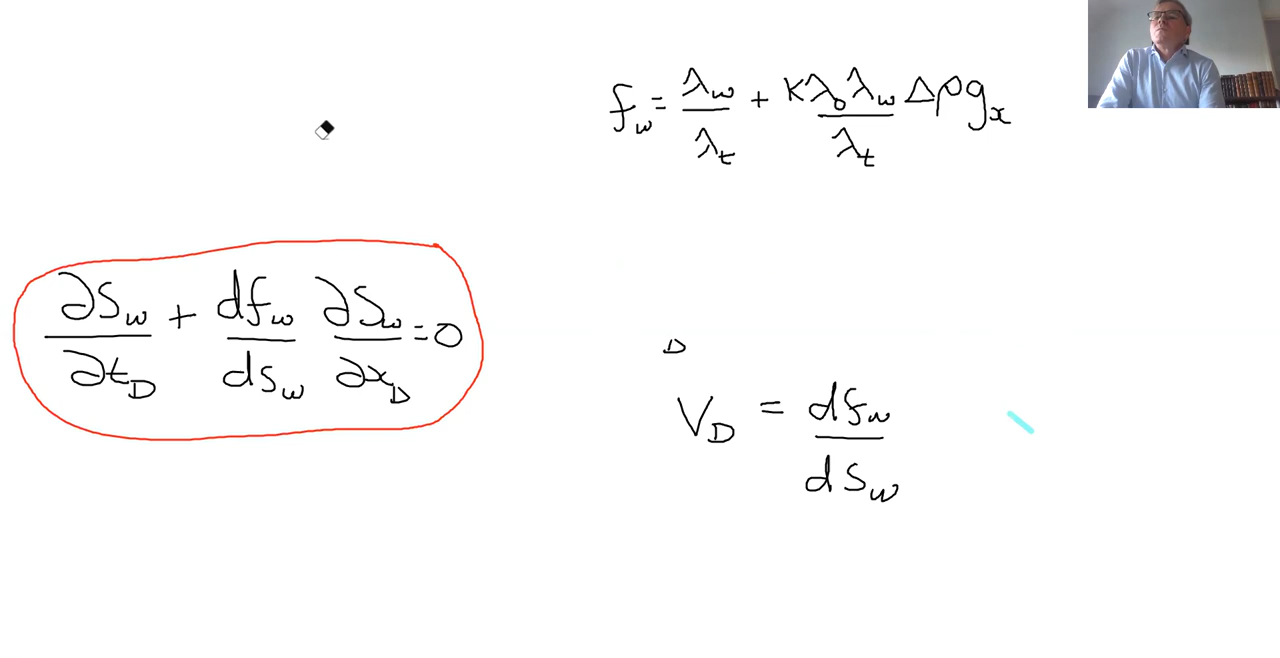 f_w = λ_w/λ_t + Kλ_oλ_w/λ_t Δρg_x
∂S_w/∂t_D + df_w/ds_w ∂S_w/∂x_D = 0
D
V_D = df_w/ds_w